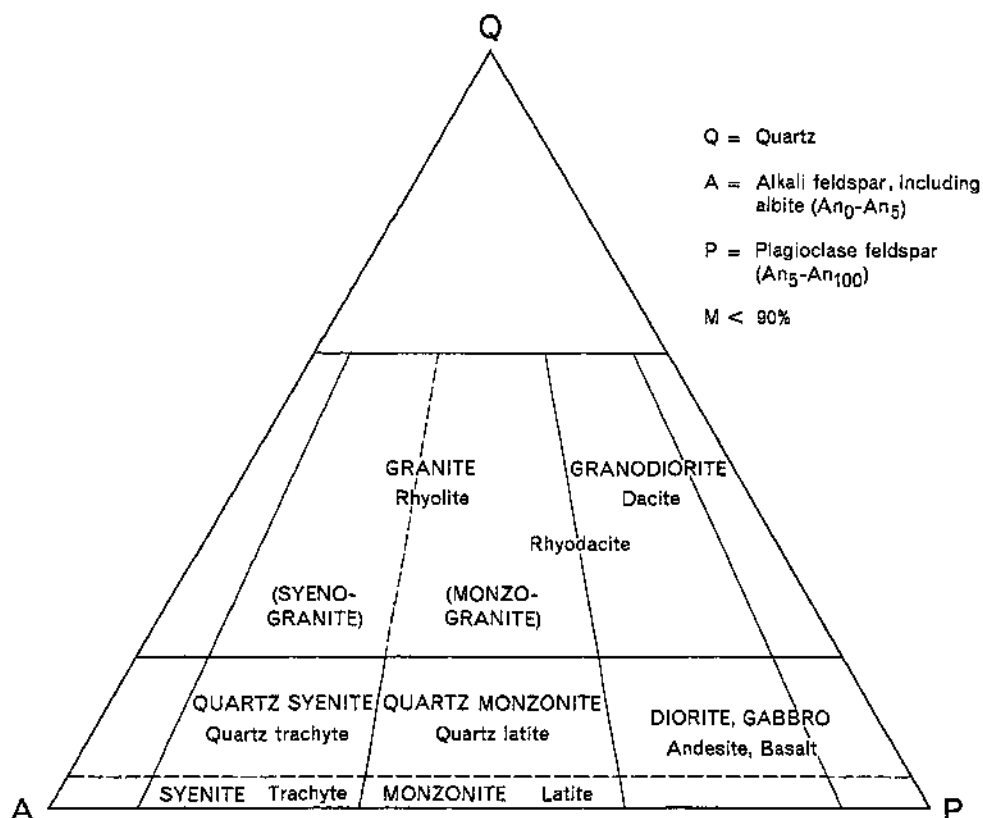 Q
Q = Quartz
A = Alkali feldspar, including
albite (An₀-An₅)
P = Plagioclase feldspar
(An₅-An₁₀₀)
M < 90%
GRANITE
Rhyolite
GRANODIORITE
Dacite
Rhyodacite
(SYENO-
GRANITE)
(MONZO-
GRANITE)
QUARTZ SYENITE
Quartz trachyte
QUARTZ MONZONITE
Quartz latite
DIORITE, GABBRO
Andesite, Basalt
A
SYENITE Trachyte
MONZONITE Latite
P